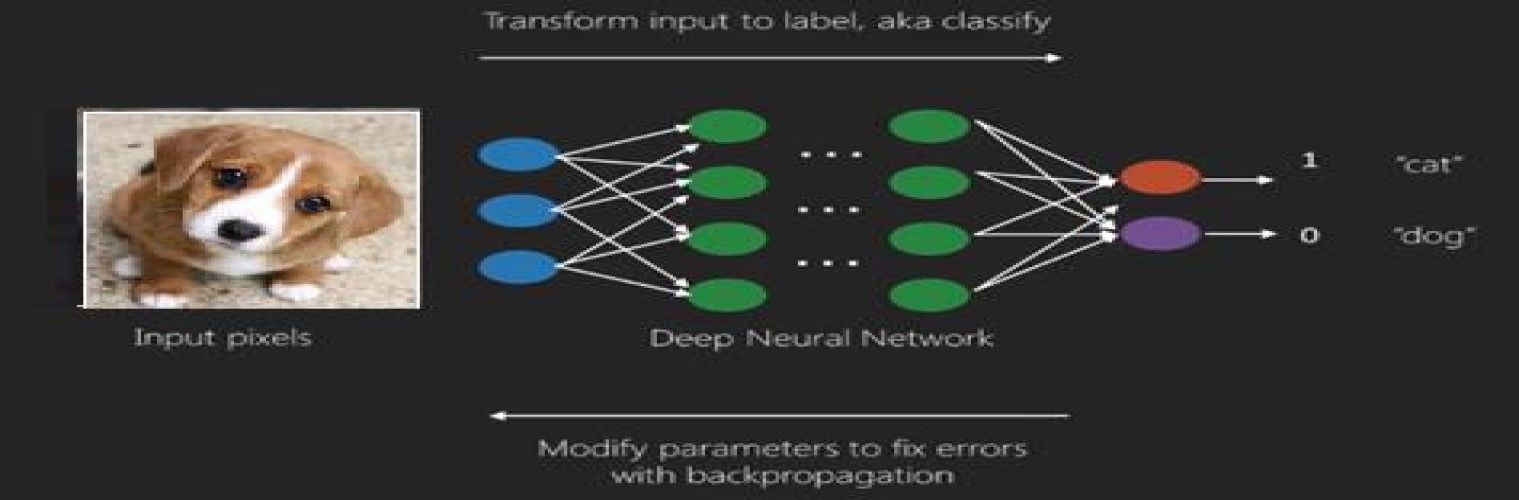 Transform input to label, aka classify
1 "cat"
0 "dog"
Input pixels
Deep Neural Network
Modify parameters to fix errors
with backpropagation